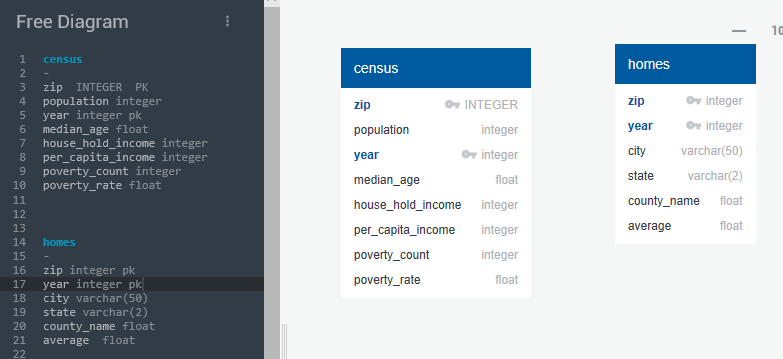 Free Diagram
1 census
2 -
3 zip INTEGER PK
4 population integer
5 year integer pk
6 median_age float
7 house_hold_income integer
8 per_capita_income integer
9 poverty_count integer
10 poverty_rate float
11
12
13
14 homes
15 -
16 zip integer pk
17 year integer pk
18 city varchar(50)
19 state varchar(2)
20 county_name float
21 average float
22
census
zip INTEGER
population integer
year integer
median_age float
house_hold_income integer
per_capita_income integer
poverty_count integer
poverty_rate float
10
homes
zip integer
year integer
city varchar(50)
state varchar(2)
county_name float
average float